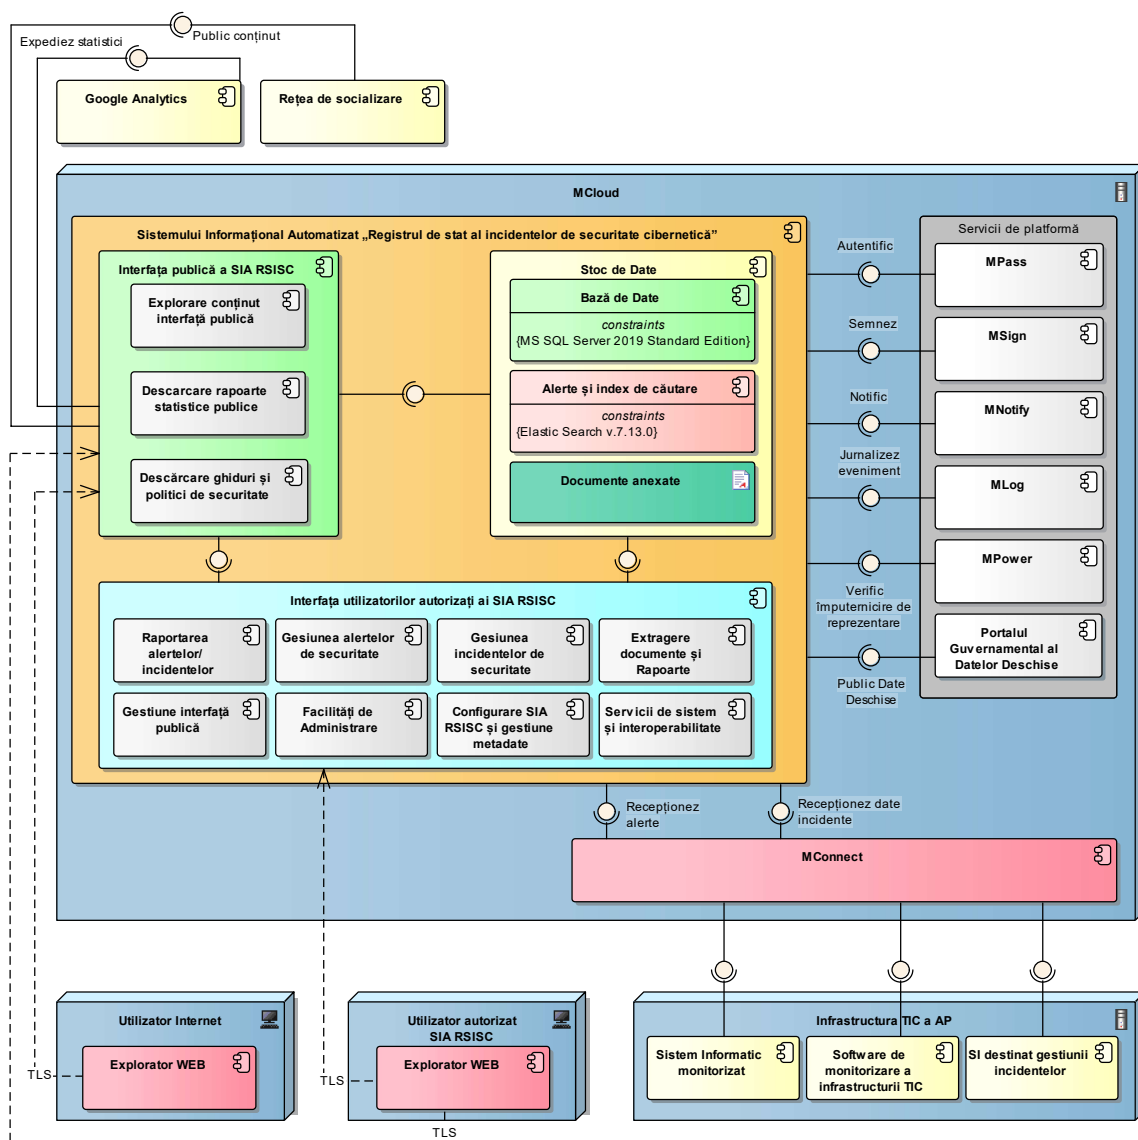 Public conținut
Expediez statistici
Google Analytics
Rețea de socializare
MCloud
Sistemului Informațional Automatizat „Registrul de stat al incidentelor de securitate cibernetică”
Interfața publică a SIA RSISC
Explorare conținut
interfață publică
Descarcare rapoarte
statistice publice
Descărcare ghiduri și
politici de securitate
Stoc de Date
Bază de Date
constraints
{MS SQL Server 2019 Standard Edition}
Alerte și index de căutare
constraints
{Elastic Search v.7.13.0}
Documente anexate
Autentific
Semnez
Notific
Jurnalizez
eveniment
Verific
împuternicire de
reprezentare
Public Date
Deschise
Servicii de platformă
MPass
MSign
MNotify
MLog
MPower
Portalul
Guvernamental al
Datelor Deschise
Interfața utilizatorilor autorizați ai SIA RSISC
Raportarea
alertelor/
incidentelor
Gesiunea alertelor
de securitate
Gesiunea
incidentelor de
securitate
Extragere
documente și
Rapoarte
Gestiune interfață
publică
Facilități de
Administrare
Configurare SIA
RSISC și gestiune
metadate
Servicii de sistem
și interoperabilitate
Recepționez
alerte
Recepționez date
incidente
MConnect
Utilizator Internet
Explorator WEB
TLS
Utilizator autorizat
SIA RSISC
Explorator WEB
TLS
TLS
Infrastructura TIC a AP
Sistem Informatic
monitorizat
Software de
monitorizare a
infrastructurii TIC
SI destinat gestiunii
incidentelor